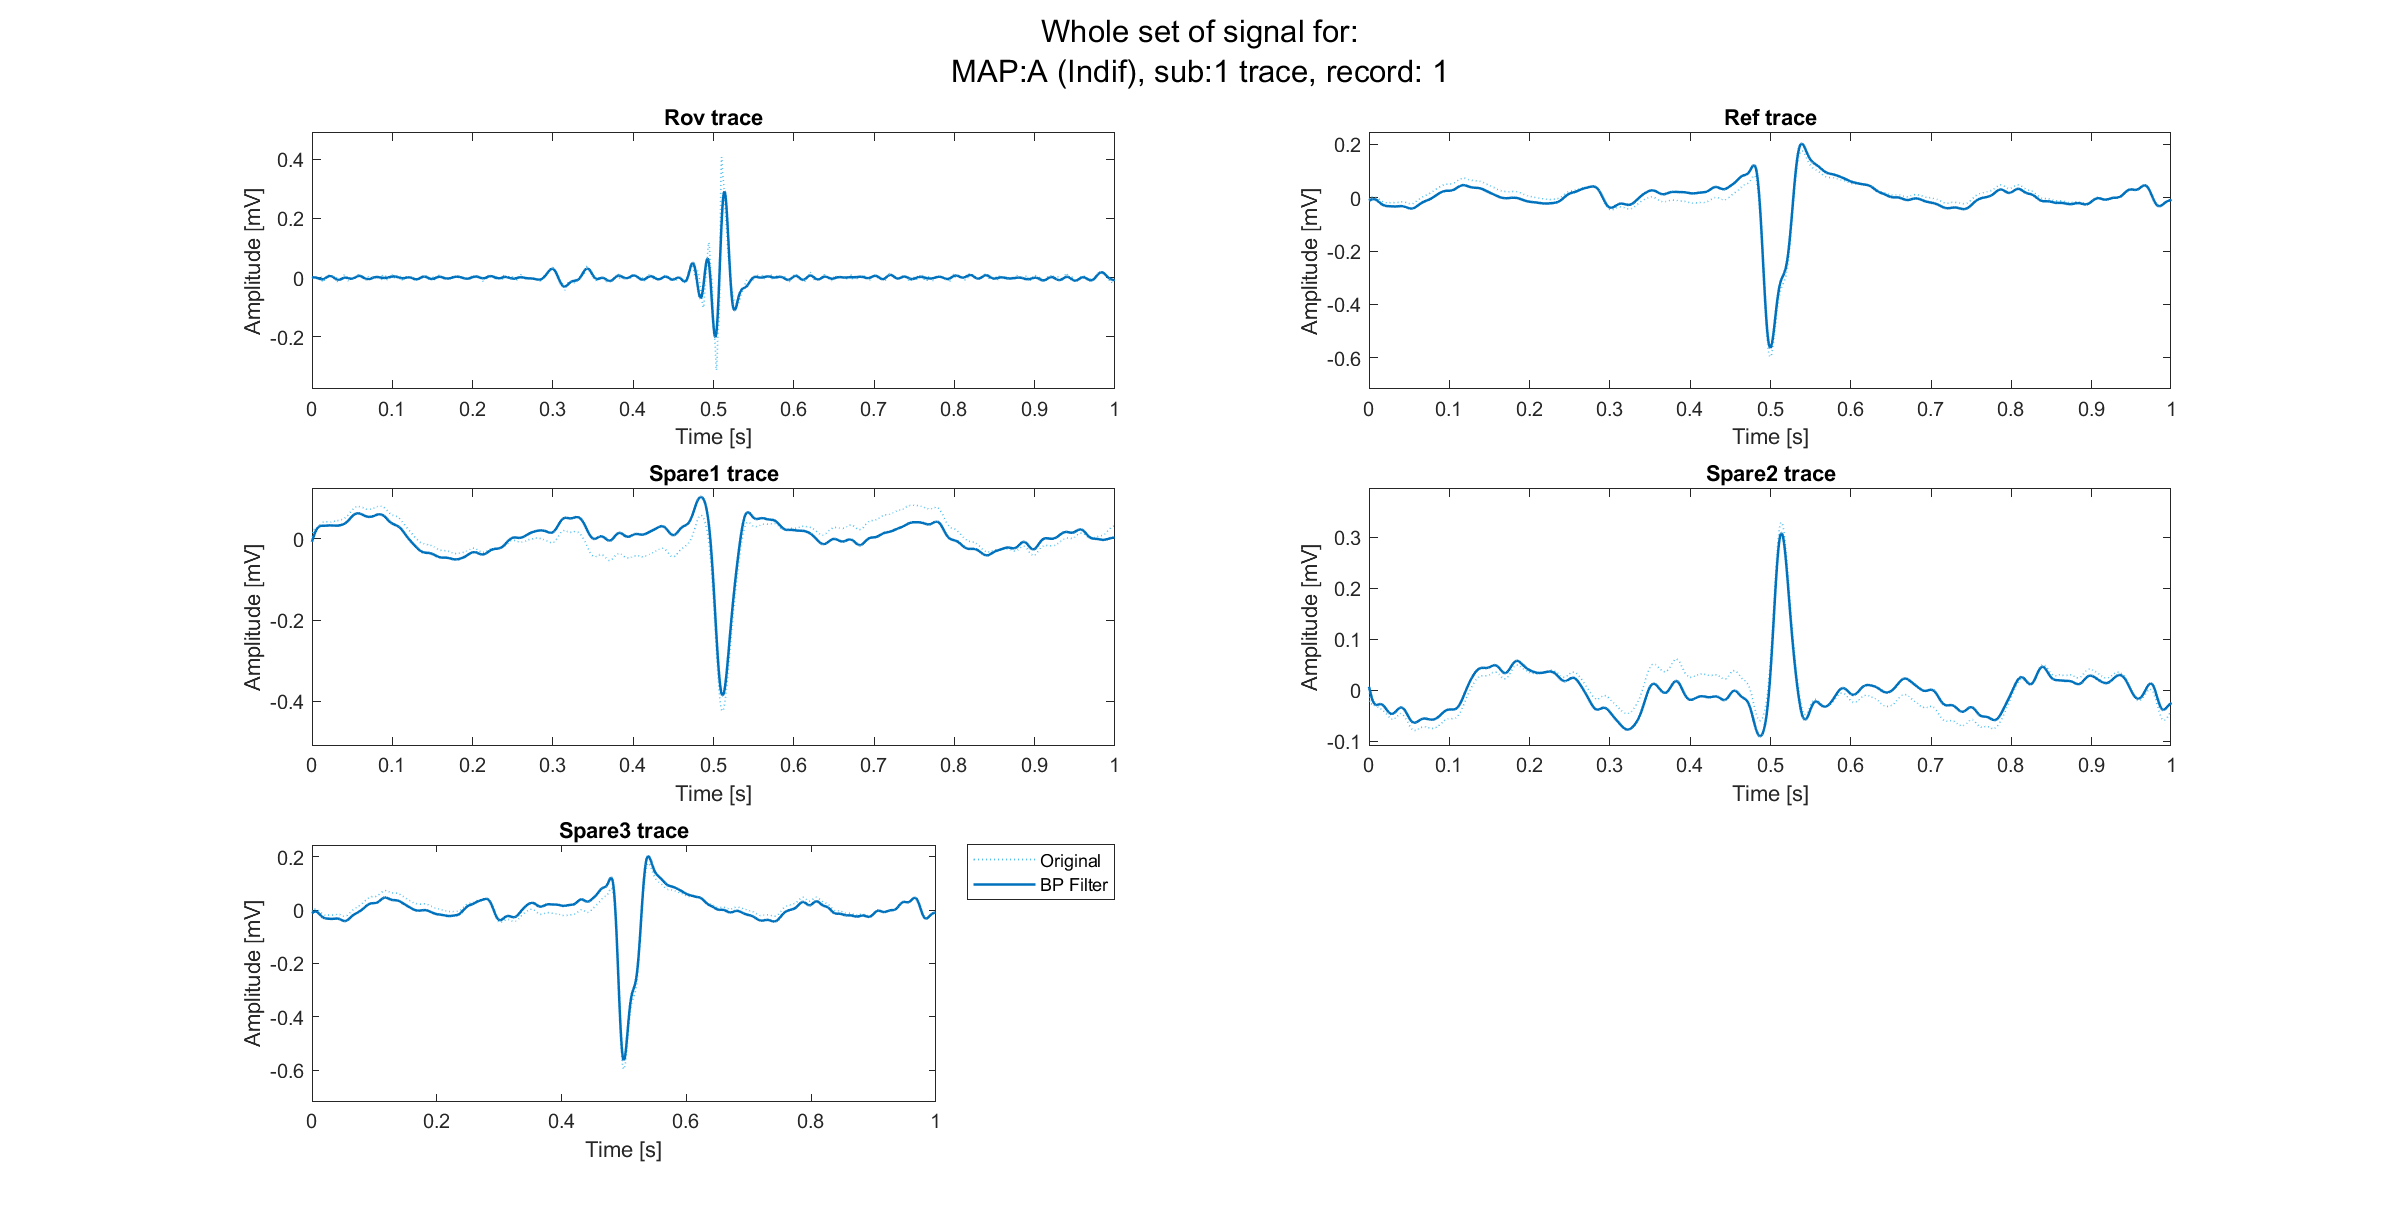 Whole set of signal for:
MAP:A (Indif), sub:1 trace, record: 1
Rov trace
Amplitude [mV]
0.4
0.2
0
-0.2
0 0.1 0.2 0.3 0.4 0.5 0.6 0.7 0.8 0.9 1
Time [s]
Ref trace
Amplitude [mV]
0.2
0
-0.2
-0.4
-0.6
0 0.1 0.2 0.3 0.4 0.5 0.6 0.7 0.8 0.9 1
Time [s]
Spare1 trace
Amplitude [mV]
0
-0.2
-0.4
0 0.1 0.2 0.3 0.4 0.5 0.6 0.7 0.8 0.9 1
Time [s]
Spare2 trace
Amplitude [mV]
0.3
0.2
0.1
0
-0.1
0 0.1 0.2 0.3 0.4 0.5 0.6 0.7 0.8 0.9 1
Time [s]
Spare3 trace
Amplitude [mV]
0.2
0
-0.2
-0.4
-0.6
0 0.2 0.4 0.6 0.8 1
Time [s]
Original
BP Filter